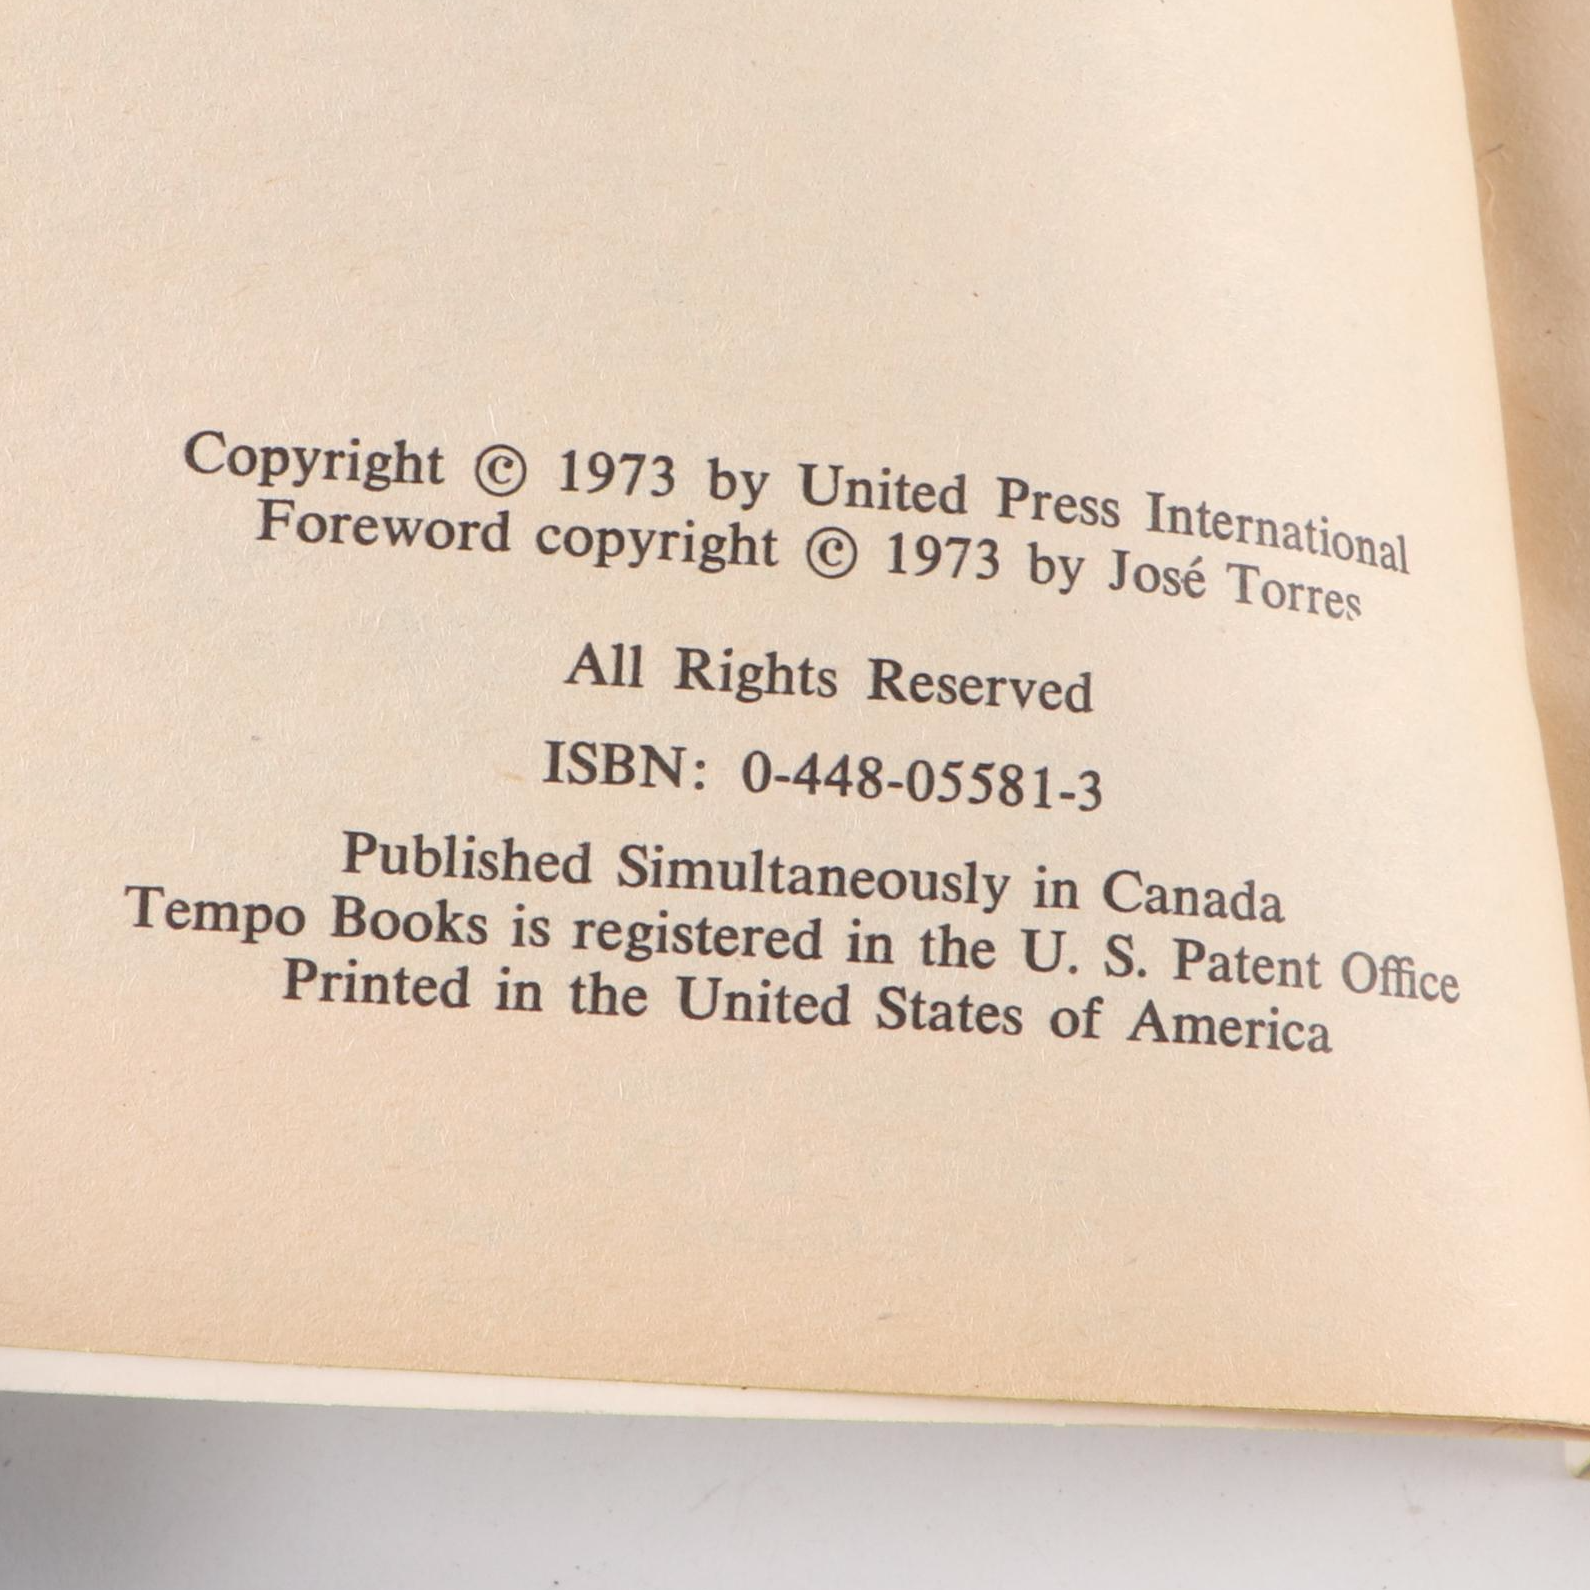 Copyright © 1973 by United Press International
Foreword copyright © 1973 by José Torres
All Rights Reserved
ISBN: 0-448-05581-3
Published Simultaneously in Canada
Tempo Books is registered in the U. S. Patent Office
Printed in the United States of America